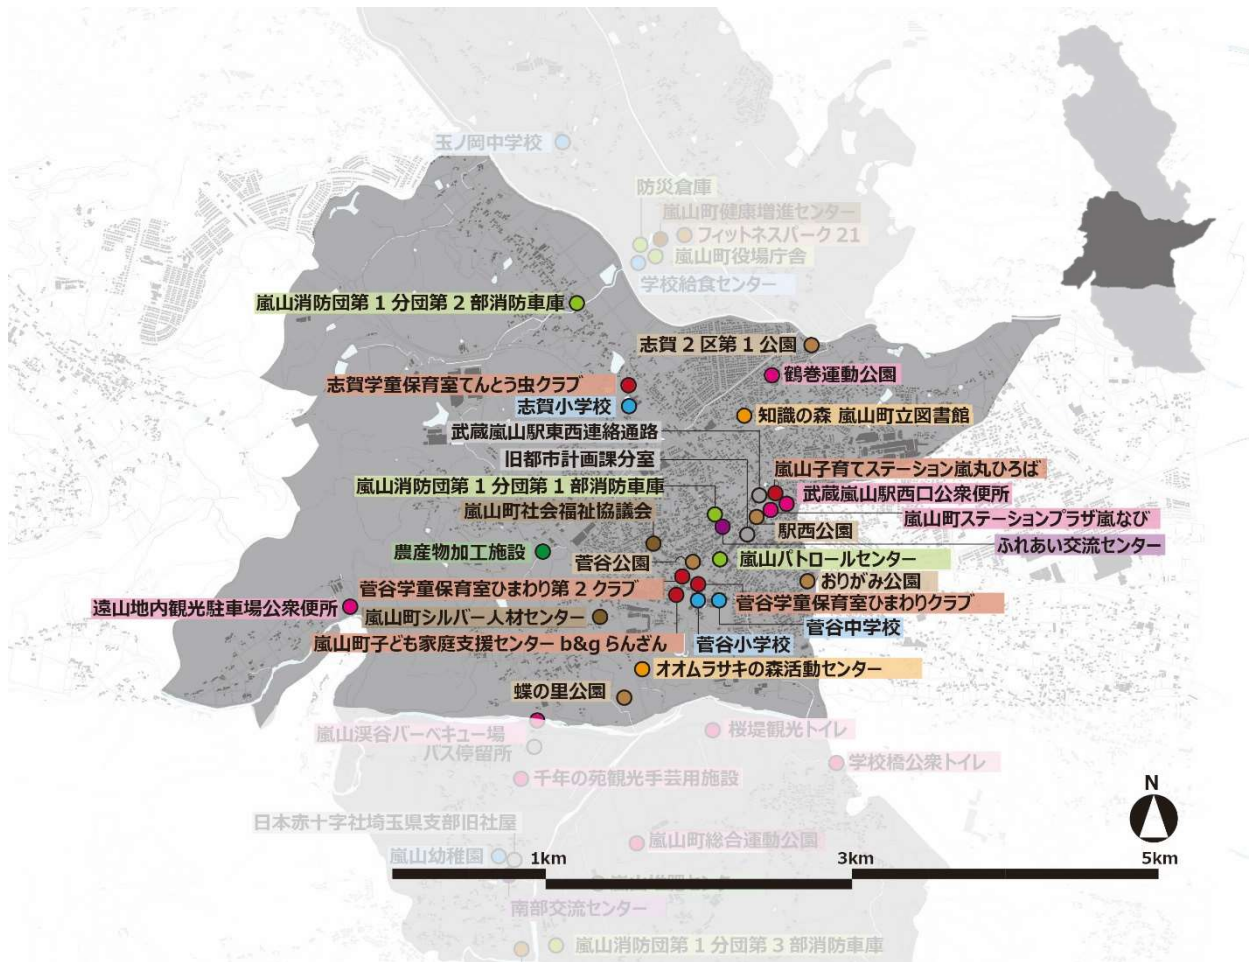 玉ノ岡中学校
防災倉庫
嵐山町健康増進センター
フィットネスパーク 21
嵐山町役場庁舎
学校給食センター
嵐山消防団第1分団第2部消防車庫
志賀2区第1公園
鶴巻運動公園
志賀学童保育室てんとう虫クラブ
志賀小学校
知識の森 嵐山町立図書館
武蔵嵐山駅東西連絡通路
旧都市計画課分室
嵐山子育てステーション嵐丸ひろば
嵐山消防団第1分団第1部消防車庫
武蔵嵐山駅西口公衆便所
嵐山町社会福祉協議会
嵐山町ステーションプラザ嵐なび
駅西公園
ふれあい交流センター
農産物加工施設
菅谷公園
嵐山パトロールセンター
おりがみ公園
菅谷学童保育室ひまわり第2クラブ
遠山地内観光駐車場公衆便所
菅谷学童保育室ひまわりクラブ
嵐山町シルバー人材センター
菅谷中学校
嵐山町子ども家庭支援センター b&g らんざん
菅谷小学校
オオムラサキの森活動センター
蝶の里公園
嵐山渓谷バーベキュー場
バス停留所
桜堤観光トイレ
学校橋公衆トイレ
千年の苑観光手芸用施設
N
日本赤十字社埼玉県支部旧社屋
嵐山町総合運動公園
嵐山幼稚園
1km
3km
5km
南部交流センター
嵐山消防団第1分団第3部消防車庫